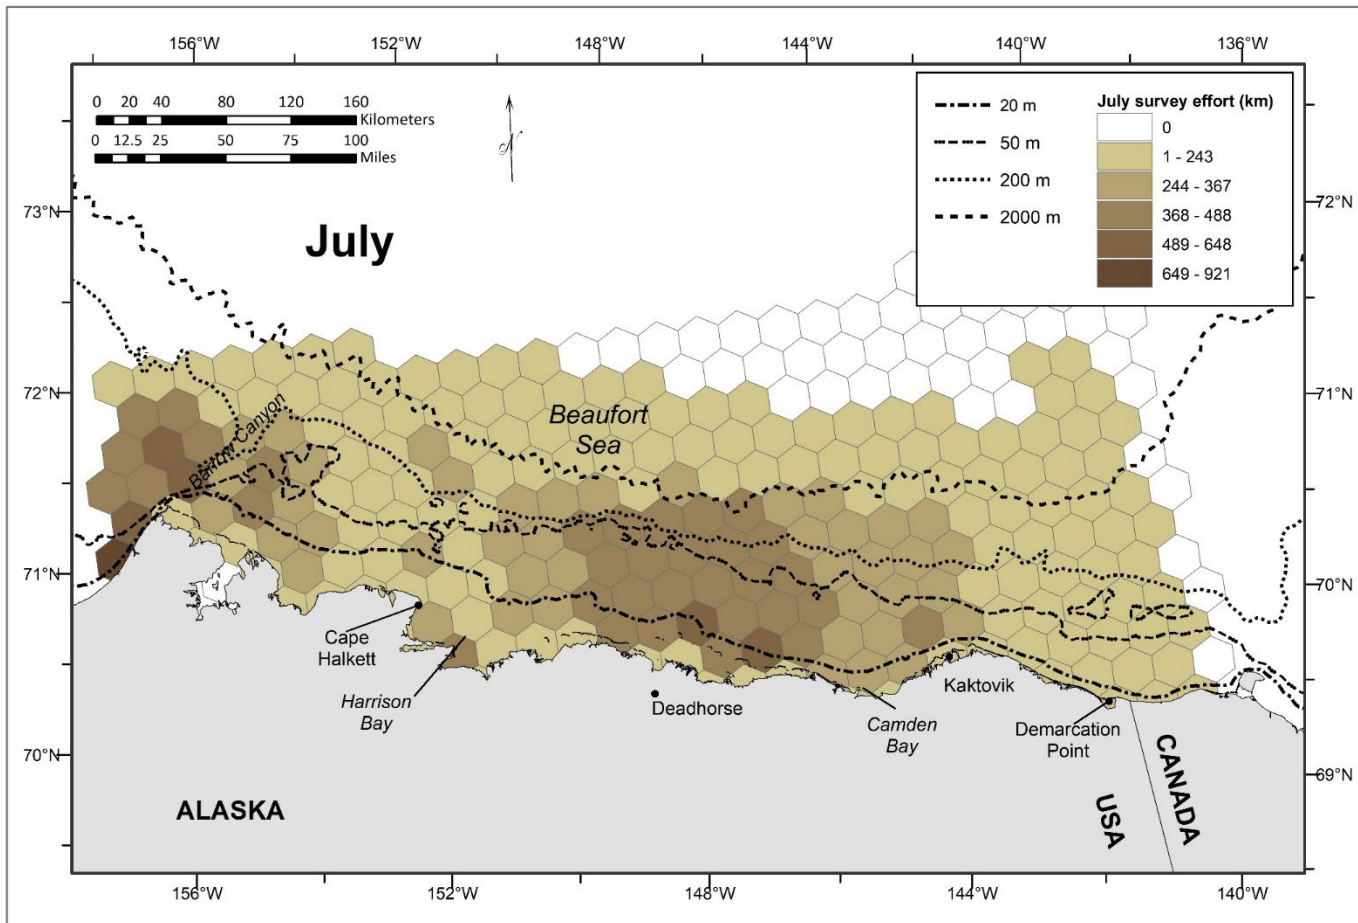 156°W 152°W 148°W 144°W 140°W 136°W
0 20 40 80 120 160
Kilometers
0 12.5 25 50 75 100
Miles
N
July
20 m
50 m
200 m
2000 m
July survey effort (km)
0
1 - 243
244 - 367
368 - 488
489 - 648
649 - 921
73°N
72°N
71°N
70°N
72°N
71°N
70°N
69°N
Barrow Canyon
Beaufort
Sea
Cape
Halkett
Harrison
Bay
Deadhorse
Camden
Bay
Kaktovik
Demarcation
Point
ALASKA
USA
CANADA
156°W 152°W 148°W 144°W 140°W